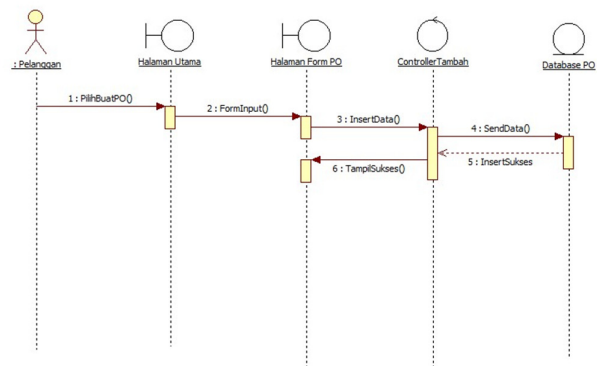 : Pelanggan
Halaman Utama
Halaman Form PO
ControllerTambah
Database PO
1 : PilihBuatPO()
2 : FormInput()
3 : InsertData()
4 : SendData()
5 : InsertSukses
6 : TampilSukses()